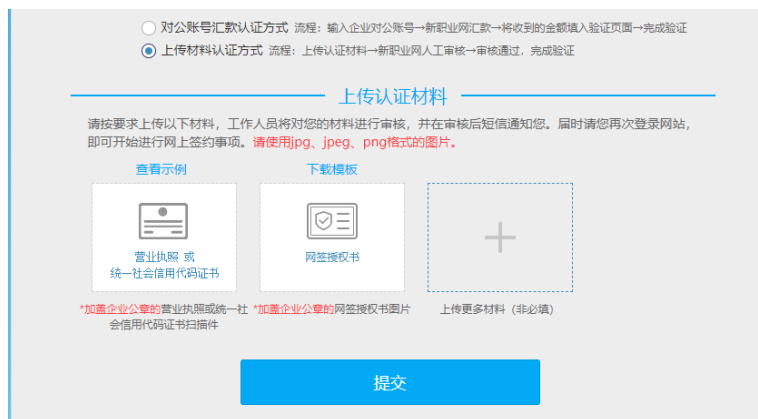 对公账号汇款认证方式 流程：输入企业对公账号→新职业网汇款→将收到的金额填入验证页面→完成验证
上传材料认证方式 流程：上传认证材料→新职业网人工审核→审核通过，完成验证
上传认证材料
请按要求上传以下材料，工作人员将对您的材料进行审核，并在审核后短信通知您。届时请您再次登录网站，
即可开始进行网上签约事项。请使用jpg、jpeg、png格式的图片。
查看示例 下载模板
营业执照 或
统一社会信用代码证书
网签授权书
*加盖企业公章的营业执照或统一社
会信用代码证书扫描件
*加盖企业公章的网签授权书图片
上传更多材料（非必填）
提交